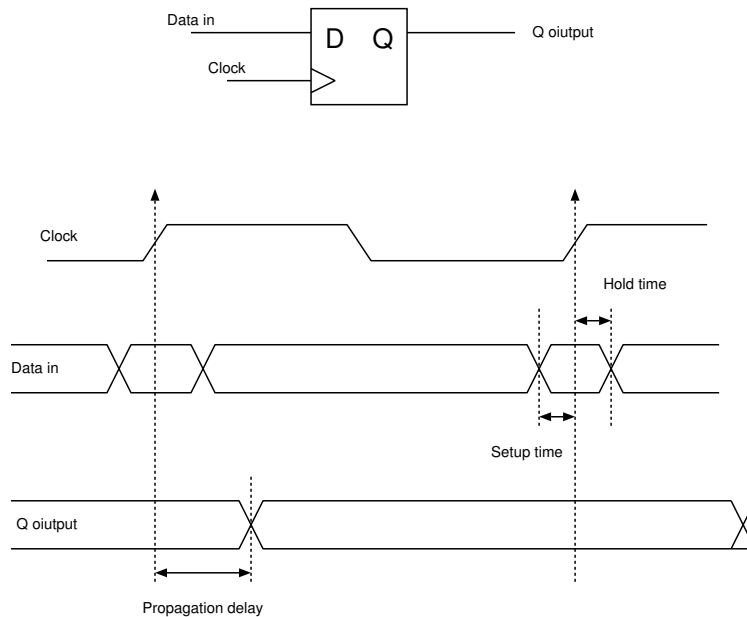 Data in
D Q
Q oiutput
Clock
Clock
Hold time
Data in
Setup time
Q oiutput
Propagation delay